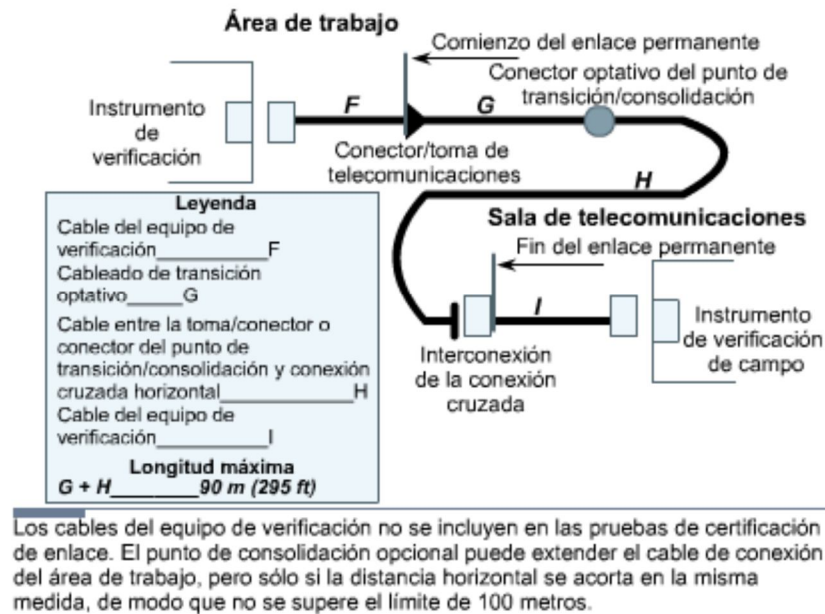 Área de trabajo
Comienzo del enlace permanente
Conector optativo del punto de
transición/consolidación
Instrumento
de
verificación
F
G
Conector/toma de
telecomunicaciones
H
Leyenda
Cable del equipo de
verificación__________F
Cableado de transición
optativo_____G
Cable entre la toma/conector o
conector del punto de
transición/consolidación y conexión
cruzada horizontal____________H
Cable del equipo de
verificación__________I
Longitud máxima
G + H________90 m (295 ft)
Sala de telecomunicaciones
Fin del enlace permanente
I
Interconexión
de la conexión
cruzada
Instrumento
de verificación
de campo
Los cables del equipo de verificación no se incluyen en las pruebas de certificación
de enlace. El punto de consolidación opcional puede extender el cable de conexión
del área de trabajo, pero sólo si la distancia horizontal se acorta en la misma
medida, de modo que no se supere el límite de 100 metros.